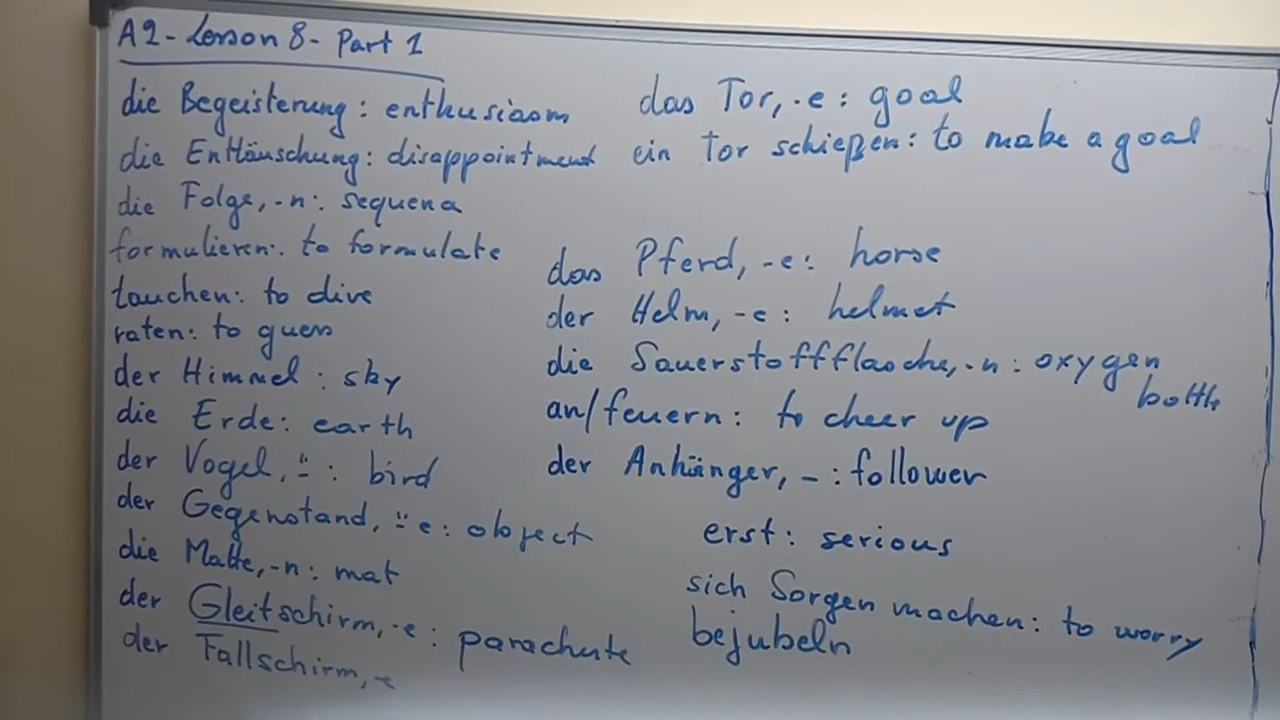 A2 - Lesson 8 - Part 1
die Begeisterung: enthusiasm
die Enttäuschung: disappointment
die Folge, -n: sequence
formulieren: to formulate
tauchen: to dive
raten: to guess
der Himmel: sky
die Erde: earth
der Vogel, ¨-: bird
der Gegenstand, ¨-e: object
die Matte, -n: mat
der Gleitschirm, -e: parachute
der Fallschirm, -e
das Tor, -e: goal
ein Tor schießen: to make a goal
das Pferd, -e: horse
der Helm, -e: helmet
die Sauerstoffflasche, -n: oxygen
bottle
an/feuern: to cheer up
der Anhänger, -: follower
erst: serious
sich Sorgen machen: to worry
bejubeln